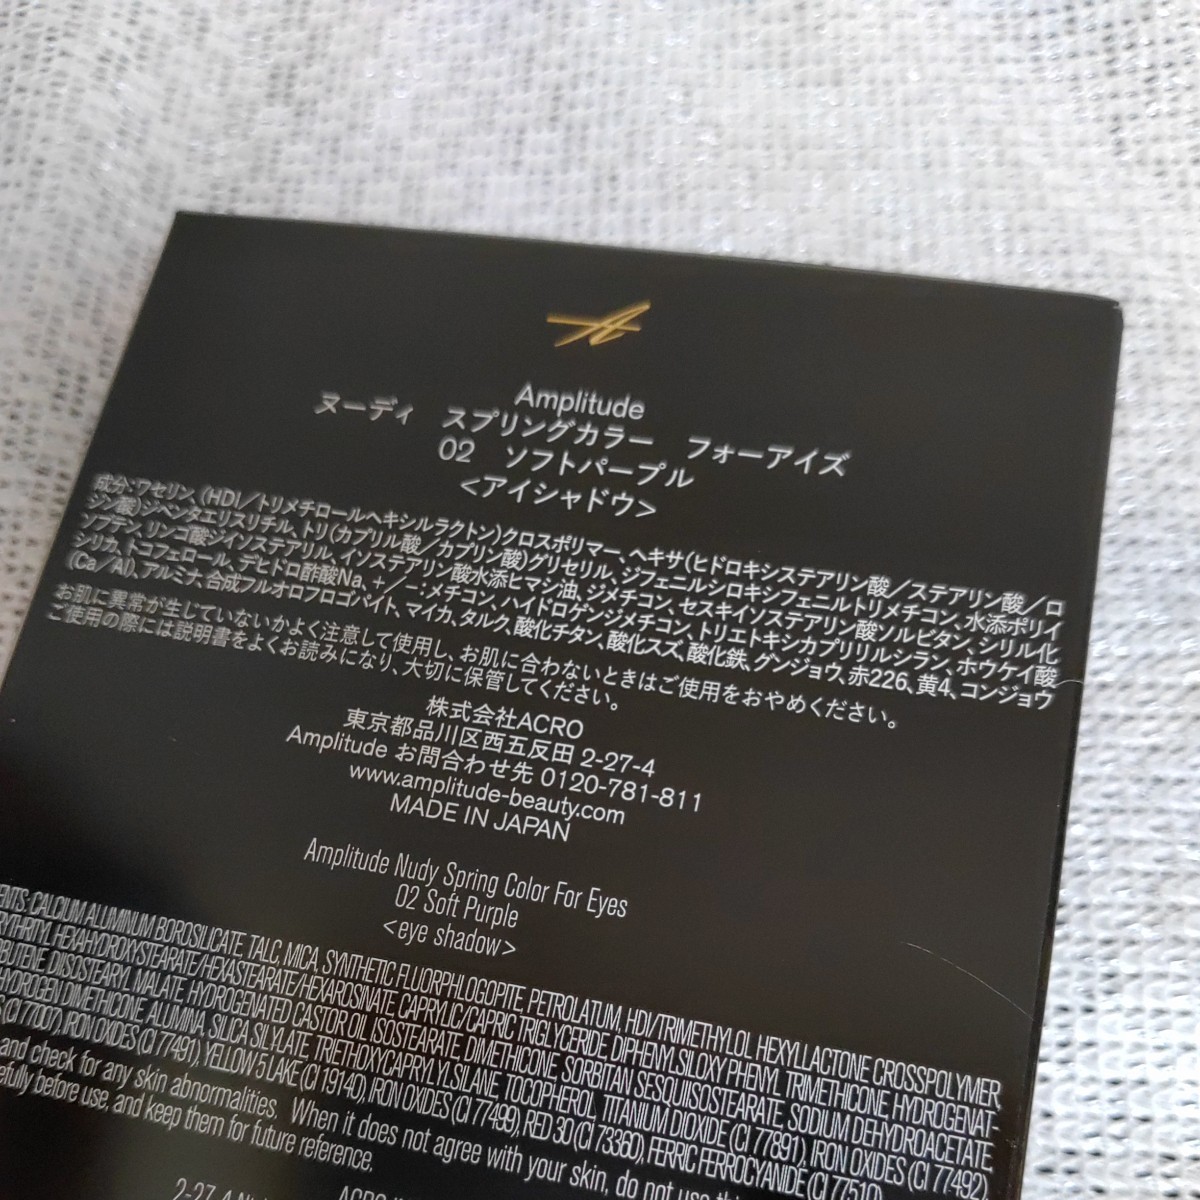 Amplitude
ヌーディ　スプリングカラー　フォーアイズ
02　ソフトパープル
<アイシャドウ>
成分:ワセリン、(HDI/トリメチロールヘキシルラクトン)クロスポリマー、ヘキサ(ヒドロキシステアリン酸/ステアリン酸/ロ
ジン酸)ジペンタエリスリチル、トリ(カプリル酸/カプリン酸)グリセリル、ジフェニルシロキシフェニルトリメチコン、水添ポリイ
ソブテン、リンゴ酸ジイソステアリル、イソステアリン酸水添ヒマシ油、ジメチコン、セスキイソステアリン酸ソルビタン、シリル化
シリカ、トコフェロール、デヒドロ酢酸Na、+/-:メチコン、ハイドロゲンジメチコン、トリエトキシカプリリルシラン、ホウケイ酸
(Ca/Al)、アルミナ、合成フルオロフロゴパイト、マイカ、タルク、酸化チタン、酸化スズ、酸化鉄、グンジョウ、赤226、黄4、コンジョウ
お肌に異常が生じていないかよく注意して使用し、お肌に合わないときはご使用をおやめください。
ご使用の際には説明書をよくお読みになり、大切に保管してください。
株式会社ACRO
東京都品川区西五反田 2-27-4
Amplitude お問合わせ先 0120-781-811
www.amplitude-beauty.com
MADE IN JAPAN
Amplitude Nudy Spring Color For Eyes
02 Soft Purple
<eye shadow>
CALCIUM ALUMINUM BOROSILICATE, TALC, MICA, SYNTHETIC FLUORPHLOGOPITE, PETROLATUM, HDI/TRIMETHYLOL HEXYLLACTONE CROSSPOLYMER,
HEXAHYDROXYSTEARATE/HEXASTEARATE/HEXAROSINATE, CAPRYLIC/CAPRIC TRIGLYCERIDE, DIPHENYLSILOXY PHENYL TRIMETHICONE, HYDROGENAT-
DIISOSTEARYL MALATE, HYDROGENATED CASTOR OIL ISOSTEARATE, DIMETHICONE, SORBITAN SESQUIISOSTEARATE, SODIUM DEHYDROACETATE,
DIMETHICONE, ALUMINA, SILICA SILYLATE, TRIETHOXYCAPRYLYLSILANE, TOCOPHEROL, TITANIUM DIOXIDE (CI 77891), IRON OXIDES (CI 77492),
(CI 77007), IRON OXIDES (CI 77491), YELLOW 5 LAKE (CI 19140), IRON OXIDES (CI 77499), RED 30 (CI 73360), FERRIC FERROCYANIDE (CI 77510).
and check for any skin abnormalities. When it does not agree with your skin, do not use this
before use, and keep them for future reference.